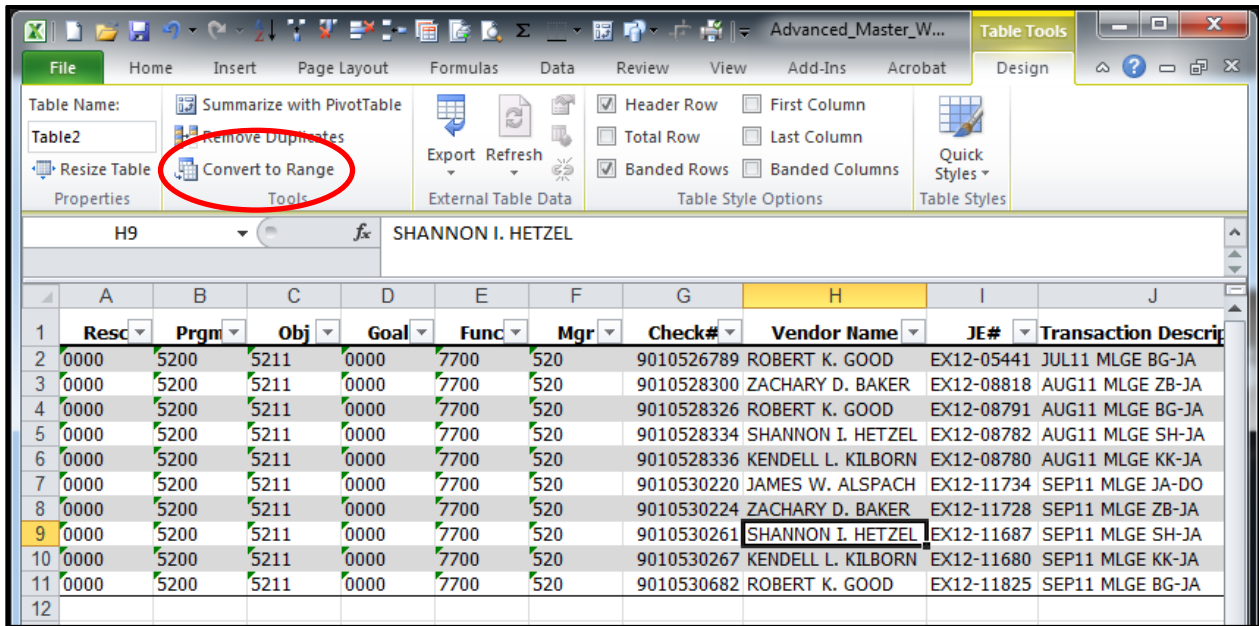 Advanced_Master_W... Table Tools
File Home Insert Page Layout Formulas Data Review View Add-Ins Acrobat Design
Table Name: Summarize with PivotTable Header Row First Column
Table2 Remove Duplicates Total Row Last Column
Resize Table Convert to Range Export Refresh Banded Rows Banded Columns Quick Styles
Properties Tools External Table Data Table Style Options Table Styles
H9 fx SHANNON I. HETZEL
A B C D E F G H I J
1 Resc Prgm Obj Goal Func Mgr Check# Vendor Name JE# Transaction Descrip
2 0000 5200 5211 0000 7700 520 9010526789 ROBERT K. GOOD EX12-05441 JUL11 MLGE BG-JA
3 0000 5200 5211 0000 7700 520 9010528300 ZACHARY D. BAKER EX12-08818 AUG11 MLGE ZB-JA
4 0000 5200 5211 0000 7700 520 9010528326 ROBERT K. GOOD EX12-08791 AUG11 MLGE BG-JA
5 0000 5200 5211 0000 7700 520 9010528334 SHANNON I. HETZEL EX12-08782 AUG11 MLGE SH-JA
6 0000 5200 5211 0000 7700 520 9010528336 KENDELL L. KILBORN EX12-08780 AUG11 MLGE KK-JA
7 0000 5200 5211 0000 7700 520 9010530220 JAMES W. ALSPACH EX12-11734 SEP11 MLGE JA-DO
8 0000 5200 5211 0000 7700 520 9010530224 ZACHARY D. BAKER EX12-11728 SEP11 MLGE ZB-JA
9 0000 5200 5211 0000 7700 520 9010530261 SHANNON I. HETZEL EX12-11687 SEP11 MLGE SH-JA
10 0000 5200 5211 0000 7700 520 9010530267 KENDELL L. KILBORN EX12-11680 SEP11 MLGE KK-JA
11 0000 5200 5211 0000 7700 520 9010530682 ROBERT K. GOOD EX12-11825 SEP11 MLGE BG-JA
12